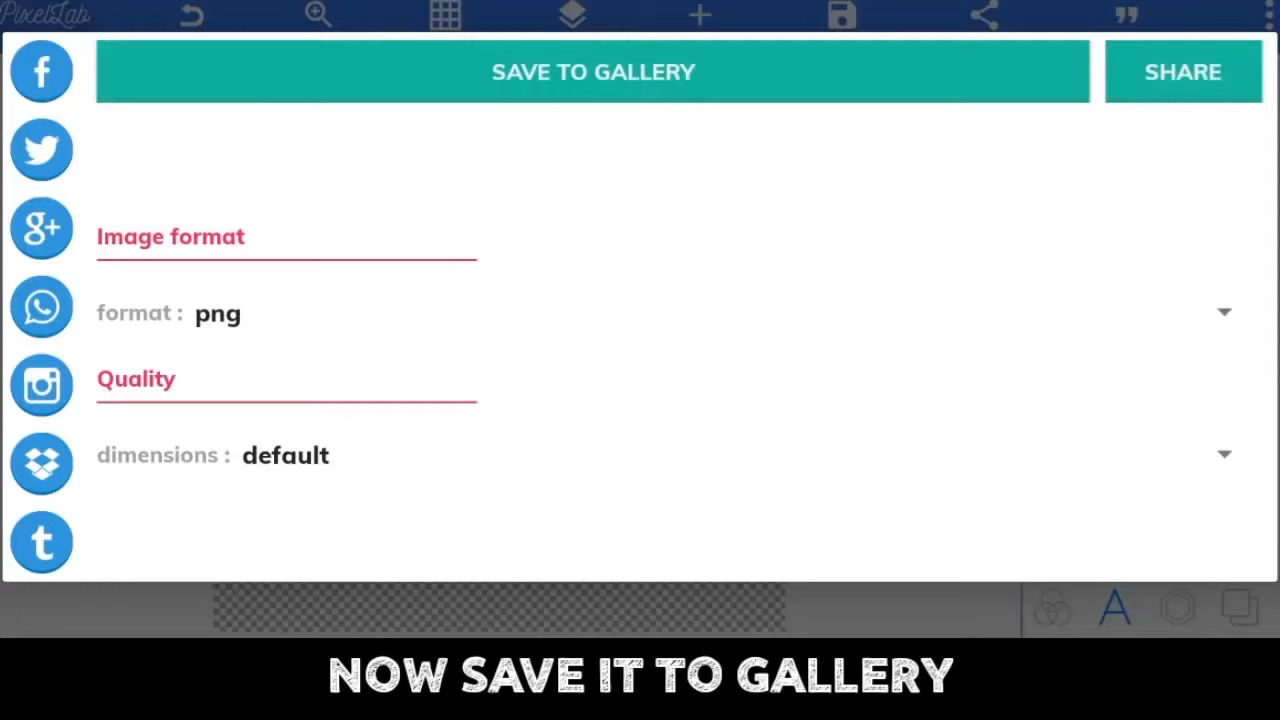 PixelLab
SAVE TO GALLERY
SHARE
Image format
format : png
Quality
dimensions : default
NOW SAVE IT TO GALLERY